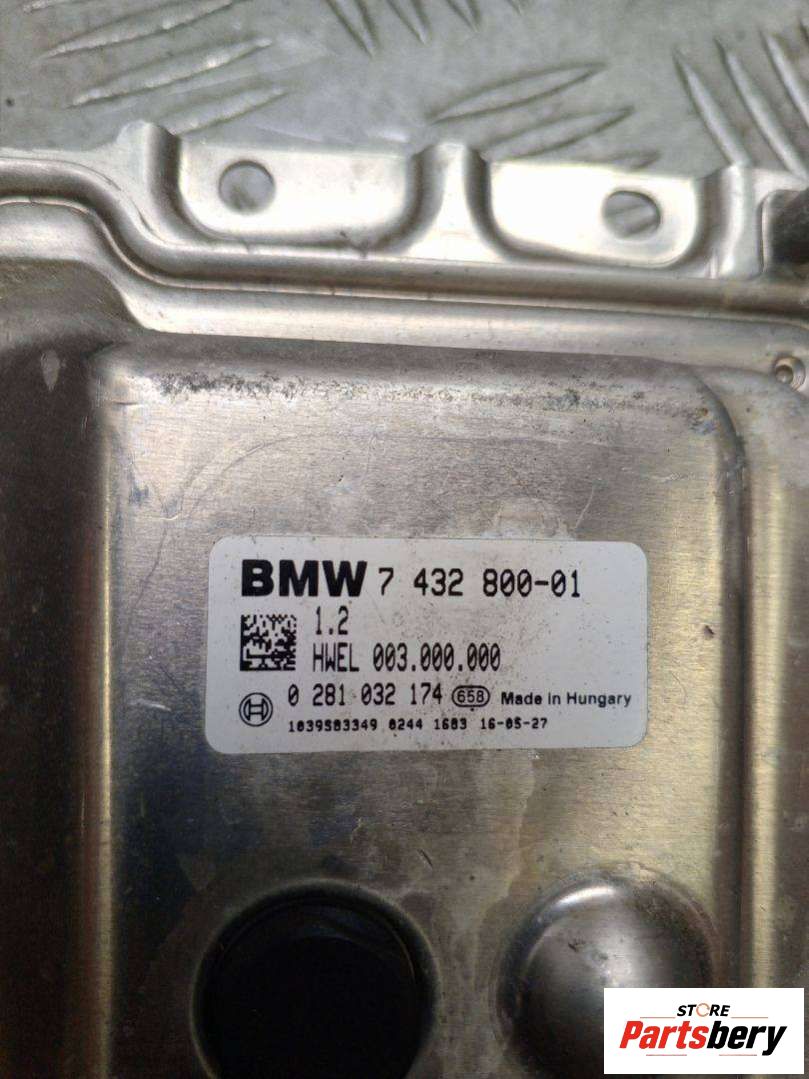 BMW 7 432 800-01
1.2
HWEL 003.000.000
0 281 032 174 658 Made in Hungary
1039S83349 0244 1683 16-05-27
STORE
Partsbery